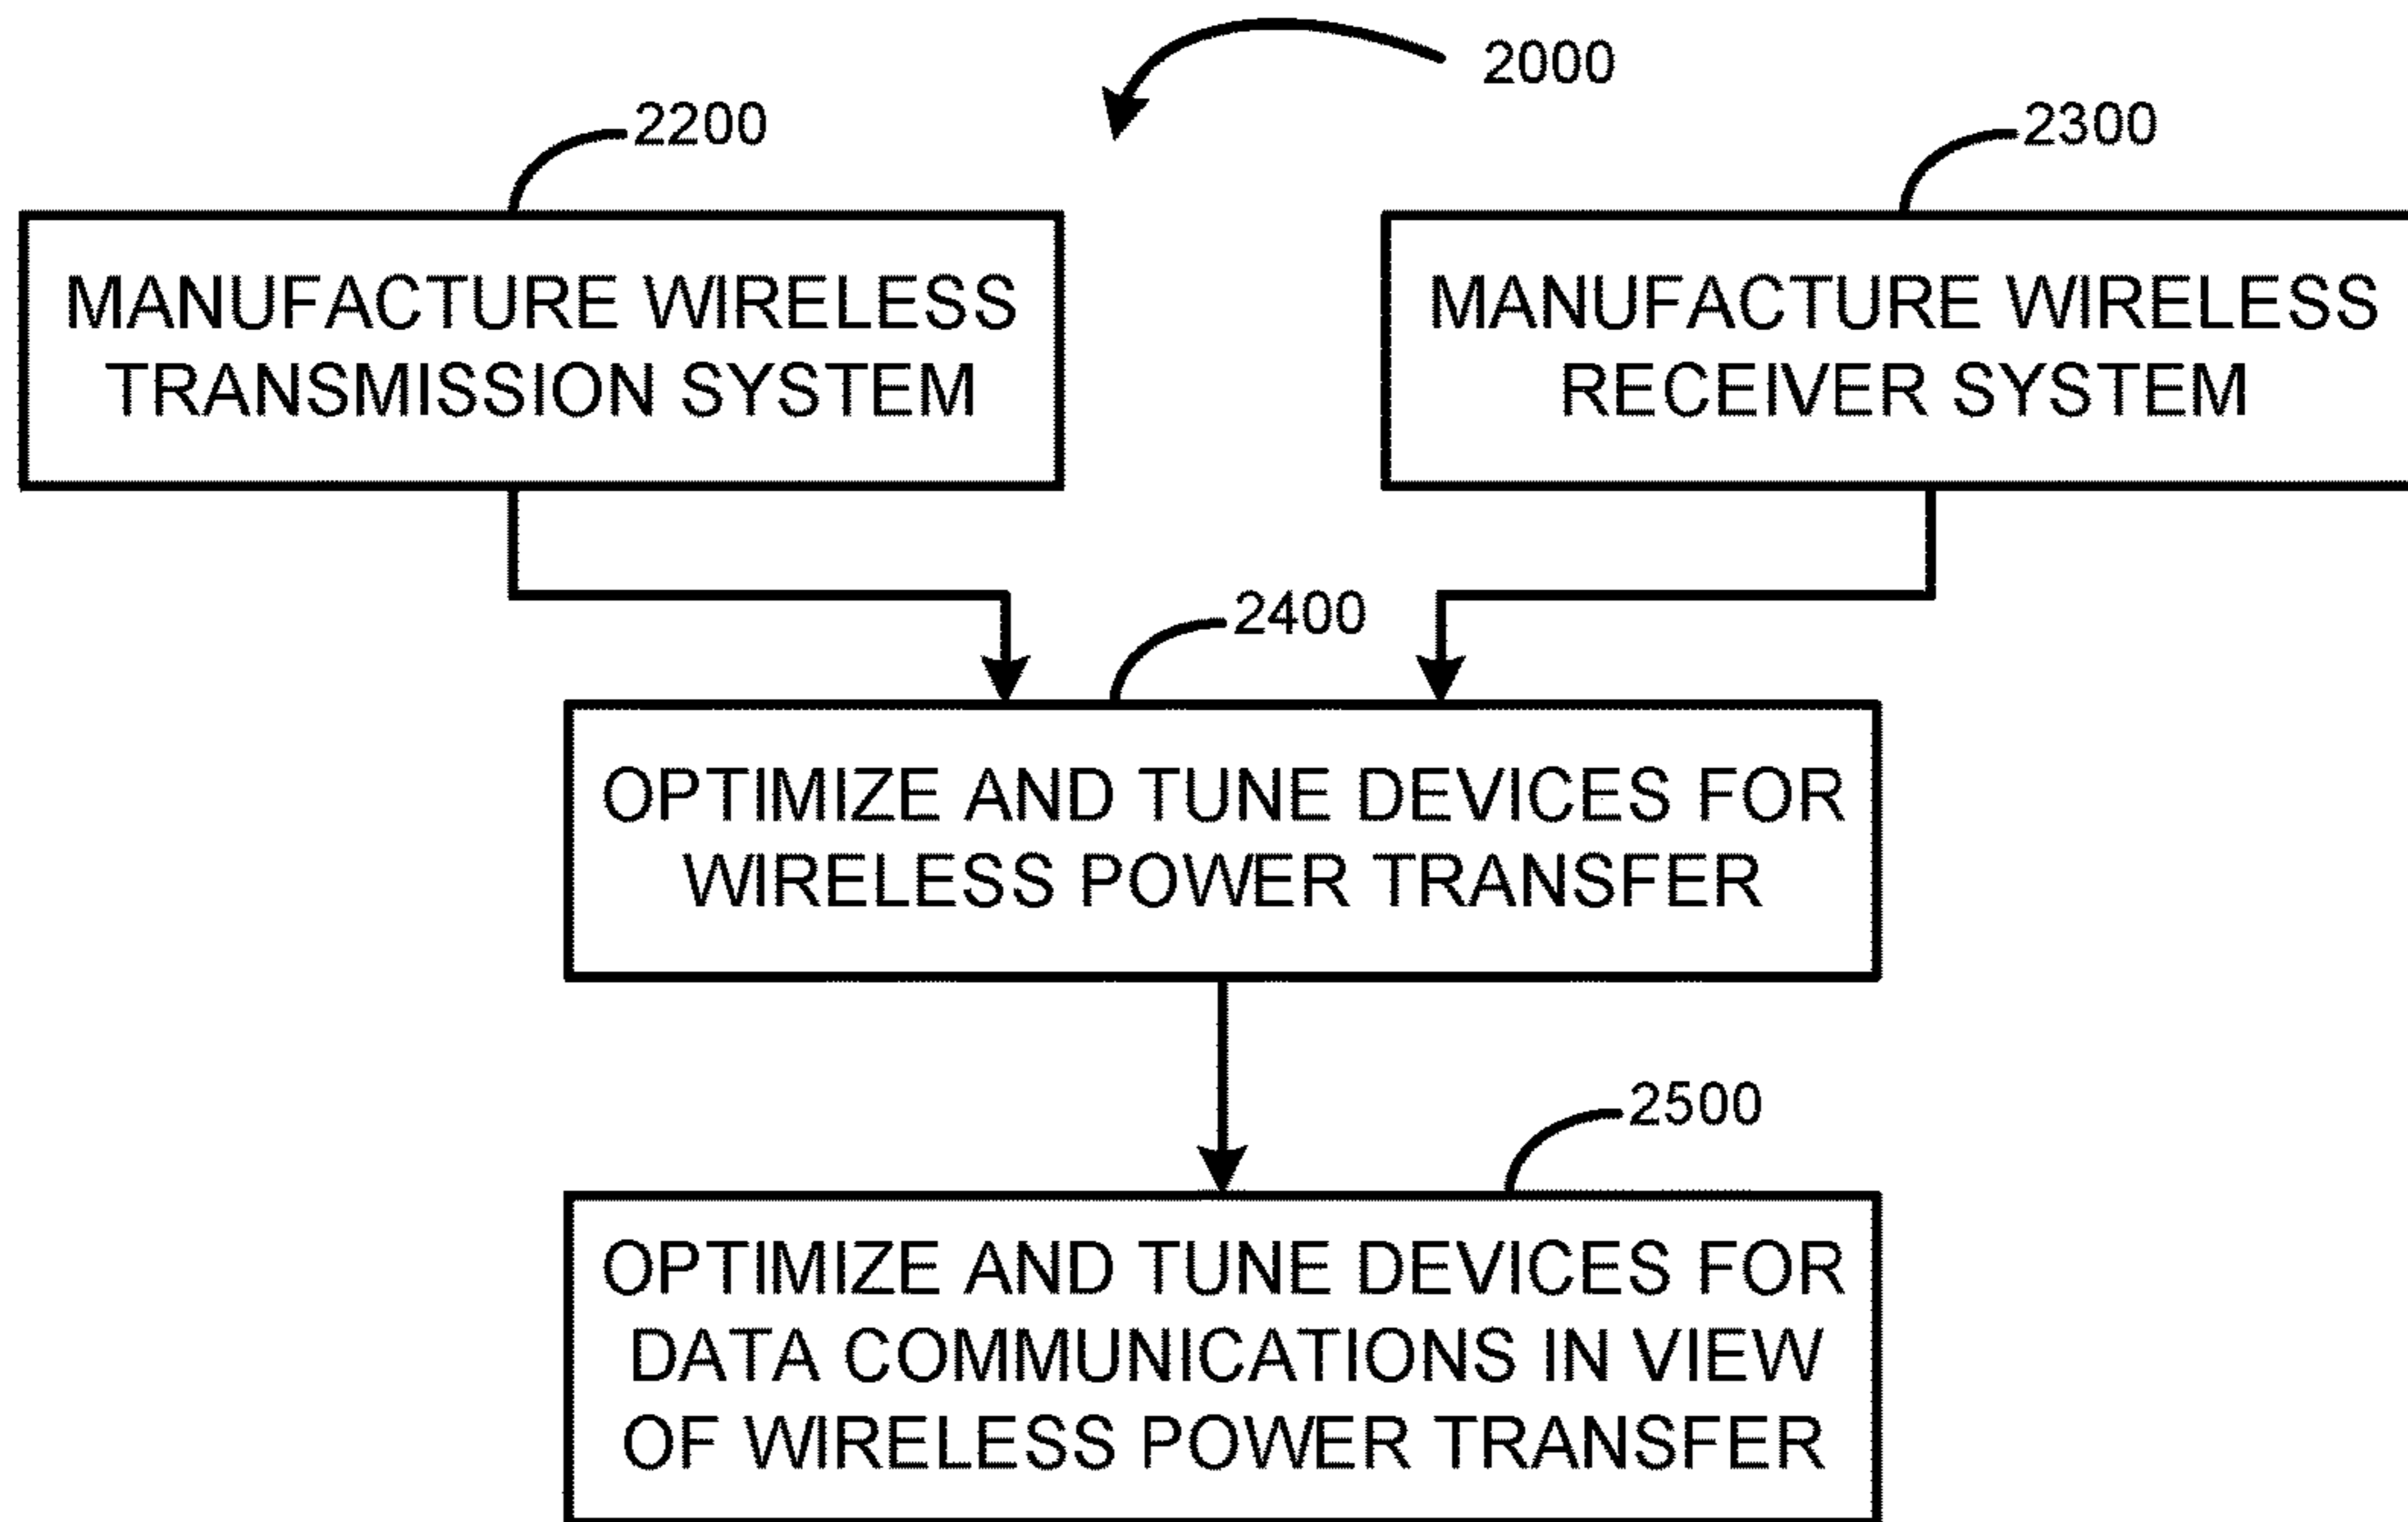 2000
2200
2300
MANUFACTURE WIRELESS
TRANSMISSION SYSTEM
MANUFACTURE WIRELESS
RECEIVER SYSTEM
2400
OPTIMIZE AND TUNE DEVICES FOR
WIRELESS POWER TRANSFER
2500
OPTIMIZE AND TUNE DEVICES FOR
DATA COMMUNICATIONS IN VIEW
OF WIRELESS POWER TRANSFER